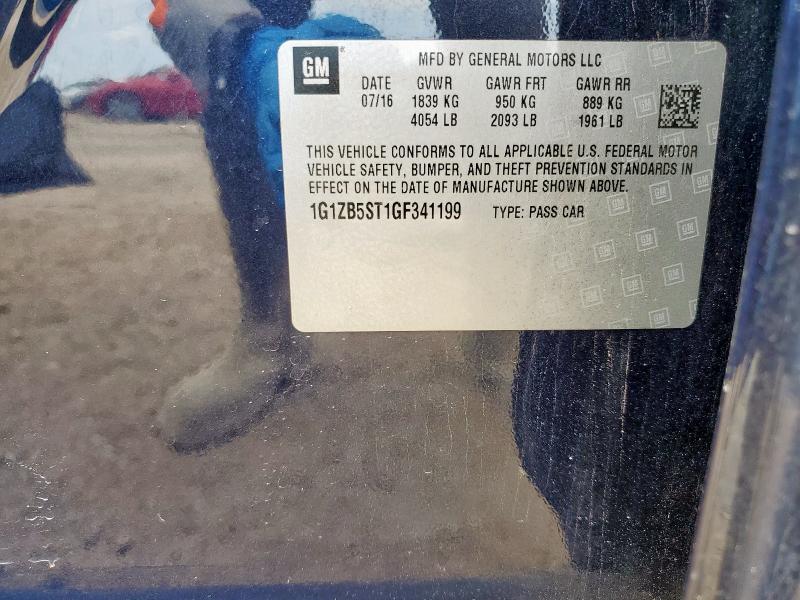 GM
MFD BY GENERAL MOTORS LLC
DATE GVWR GAWR FRT GAWR RR
07/16 1839 KG 950 KG 889 KG
4054 LB 2093 LB 1961 LB
THIS VEHICLE CONFORMS TO ALL APPLICABLE U.S. FEDERAL MOTOR
VEHICLE SAFETY, BUMPER, AND THEFT PREVENTION STANDARDS IN
EFFECT ON THE DATE OF MANUFACTURE SHOWN ABOVE.
1G1ZB5ST1GF341199 TYPE: PASS CAR